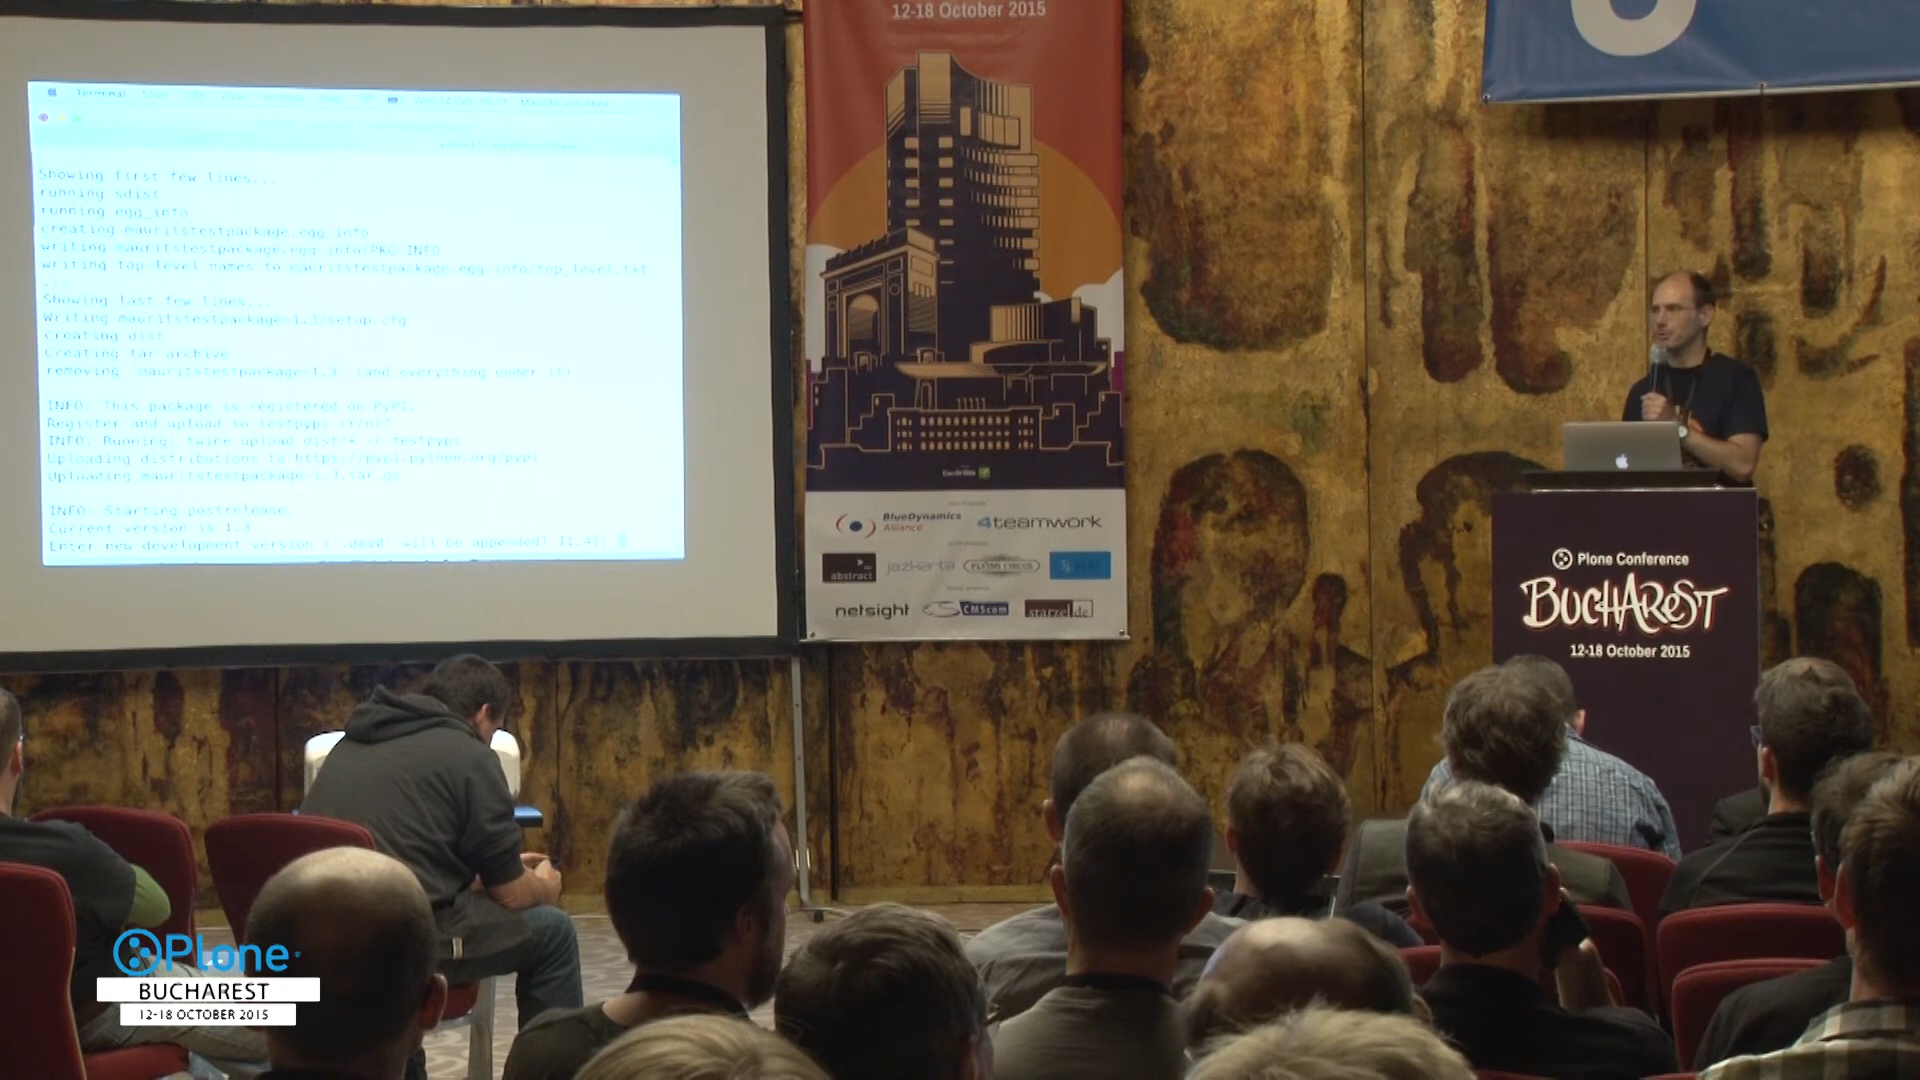 Terminal
Showing first few lines...
running sdist
running egg_info
creating mauritstestpackage.egg-info
writing mauritstestpackage.egg-info/PKG-INFO
writing top-level names to mauritstestpackage.egg-info/top_level.txt
...
Showing last few lines...
Writing mauritstestpackage-1.3/setup.cfg
creating dist
Creating tar archive
removing 'mauritstestpackage-1.3' (and everything under it)
INFO: This package is registered on PyPI.
Register and upload to testpypi (Y/n)?
INFO: Running: twine upload dist/* -r testpypi
Uploading distributions to https://pypi.python.org/pypi
Uploading mauritstestpackage-1.3.tar.gz
INFO: Starting postrelease.
Current version is 1.3
Enter new development version ('.dev0' will be appended) [1.4]:
12-18 October 2015
BlueDynamics
Alliance
4teamwork
abstract
jazkarta
netsight
CMScom
starzel.de
Plone Conference
BUCHAREST
12-18 October 2015
Plone
BUCHAREST
12-18 OCTOBER 2015